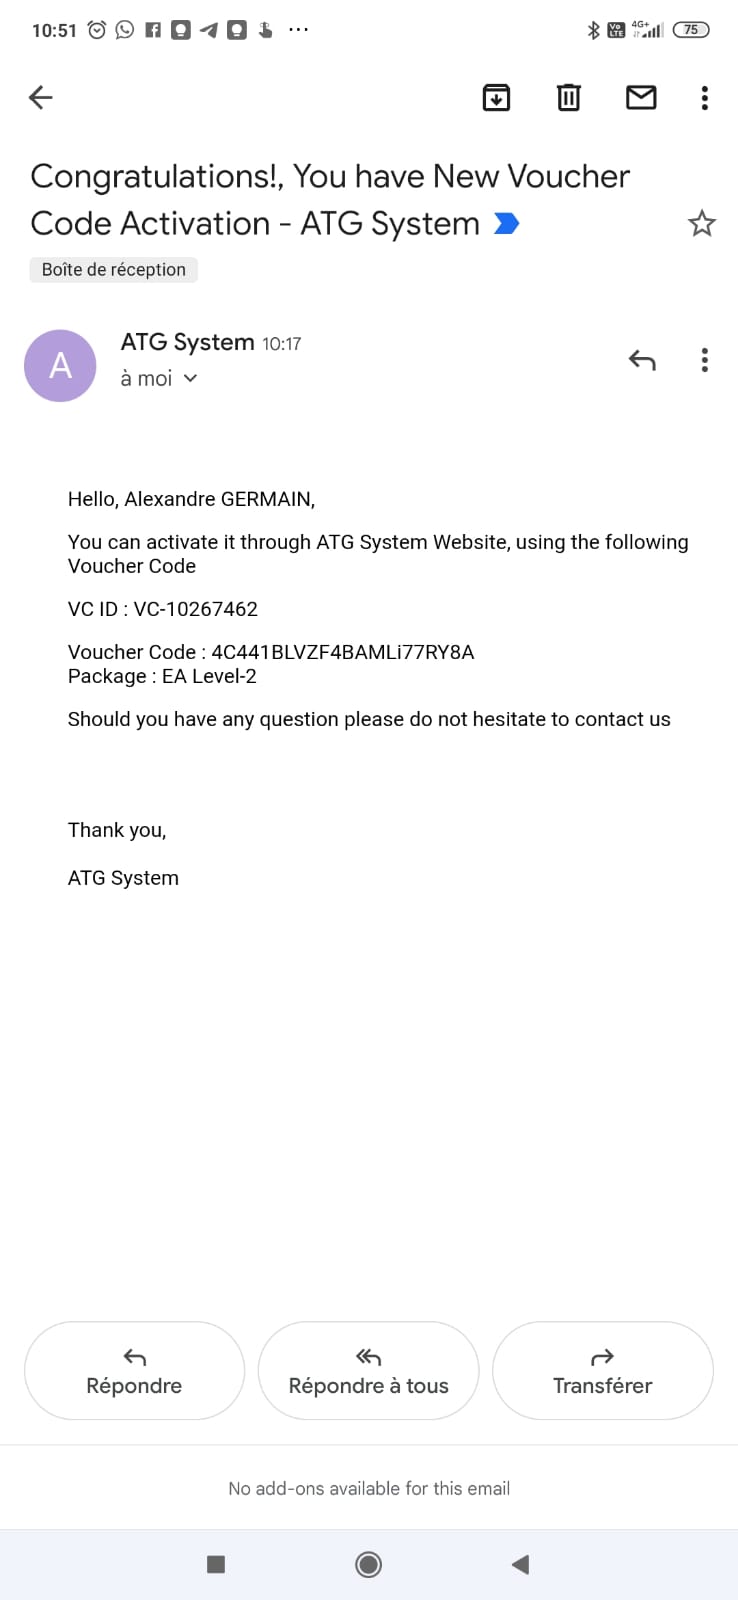 10:51
Vo LTE 4G+ 75
Congratulations!, You have New Voucher
Code Activation - ATG System
Boîte de réception
A
ATG System 10:17
à moi
Hello, Alexandre GERMAIN,
You can activate it through ATG System Website, using the following
Voucher Code
VC ID : VC-10267462
Voucher Code : 4C441BLVZF4BAMLi77RY8A
Package : EA Level-2
Should you have any question please do not hesitate to contact us
Thank you,
ATG System
Répondre Répondre à tous Transférer
No add-ons available for this email